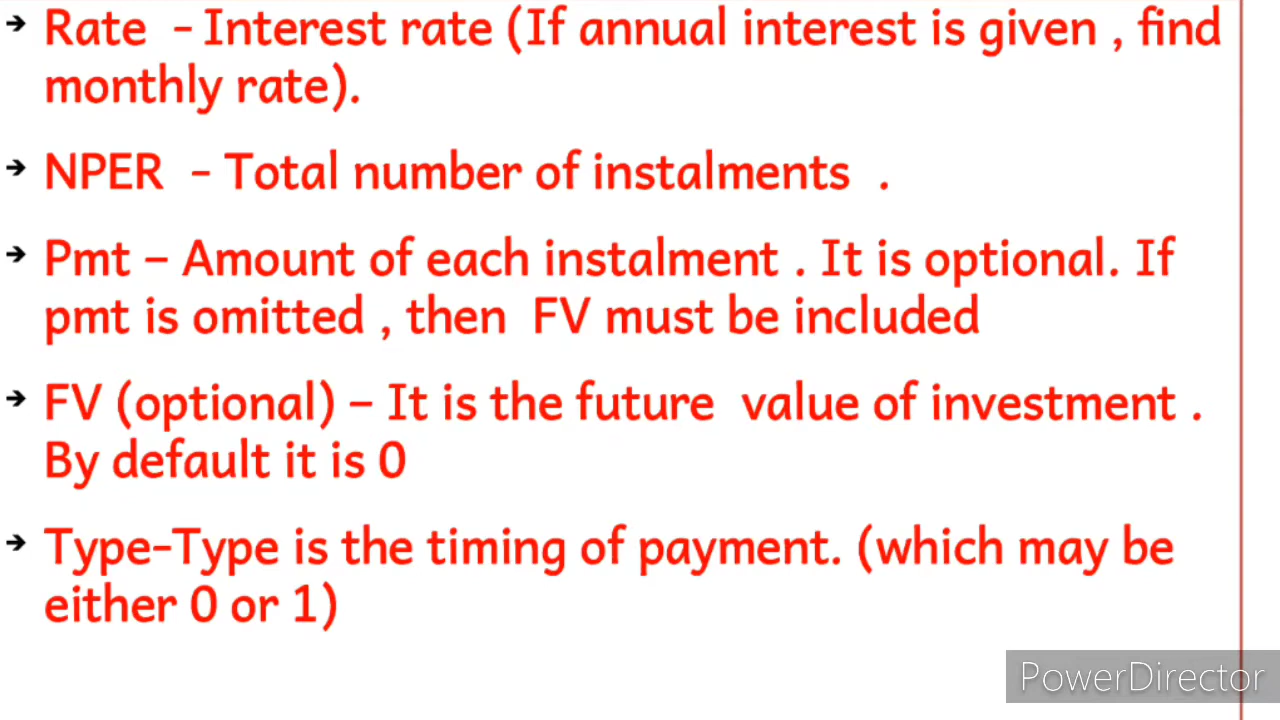 → Rate - Interest rate (If annual interest is given , find
monthly rate).
→ NPER - Total number of instalments .
→ Pmt – Amount of each instalment . It is optional. If
pmt is omitted , then FV must be included
→ FV (optional) – It is the future value of investment .
By default it is 0
→ Type-Type is the timing of payment. (which may be
either 0 or 1)
PowerDirector